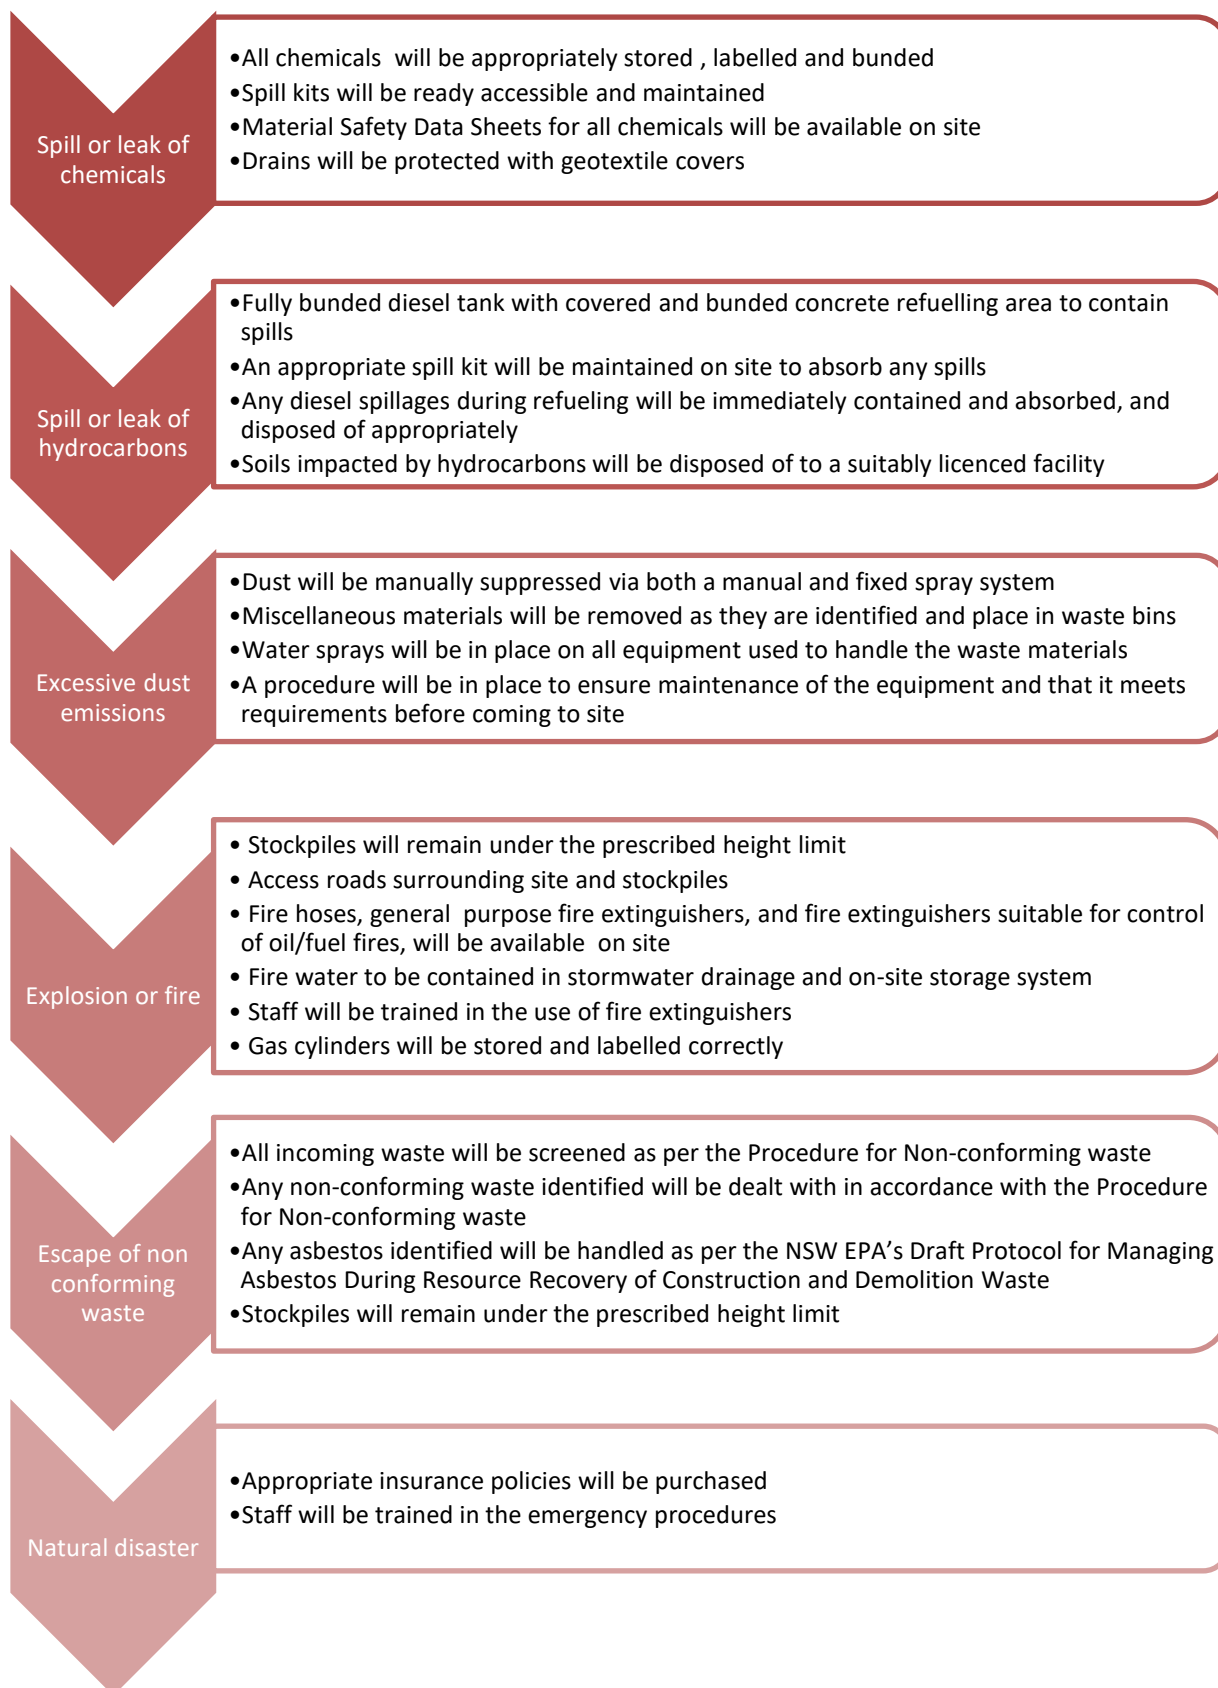 Spill or leak of
chemicals
•All chemicals  will be appropriately stored , labelled and bunded
•Spill kits will be ready accessible and maintained
•Material Safety Data Sheets for all chemicals will be available on site
•Drains will be protected with geotextile covers
Spill or leak of
hydrocarbons
•Fully bunded diesel tank with covered and bunded concrete refuelling area to contain
spills
•An appropriate spill kit will be maintained on site to absorb any spills
•Any diesel spillages during refueling will be immediately contained and absorbed, and
disposed of appropriately
•Soils impacted by hydrocarbons will be disposed of to a suitably licenced facility
Excessive dust
emissions
•Dust will be manually suppressed via both a manual and fixed spray system
•Miscellaneous materials will be removed as they are identified and place in waste bins
•Water sprays will be in place on all equipment used to handle the waste materials
•A procedure will be in place to ensure maintenance of the equipment and that it meets
requirements before coming to site
Explosion or fire
• Stockpiles will remain under the prescribed height limit
• Access roads surrounding site and stockpiles
• Fire hoses, general  purpose fire extinguishers, and fire extinguishers suitable for control
of oil/fuel fires, will be available  on site
• Fire water to be contained in stormwater drainage and on-site storage system
• Staff will be trained in the use of fire extinguishers
• Gas cylinders will be stored and labelled correctly
Escape of non
conforming
waste
•All incoming waste will be screened as per the Procedure for Non-conforming waste
•Any non-conforming waste identified will be dealt with in accordance with the Procedure
for Non-conforming waste
•Any asbestos identified will be handled as per the NSW EPA’s Draft Protocol for Managing
Asbestos During Resource Recovery of Construction and Demolition Waste
•Stockpiles will remain under the prescribed height limit
Natural disaster
•Appropriate insurance policies will be purchased
•Staff will be trained in the emergency procedures